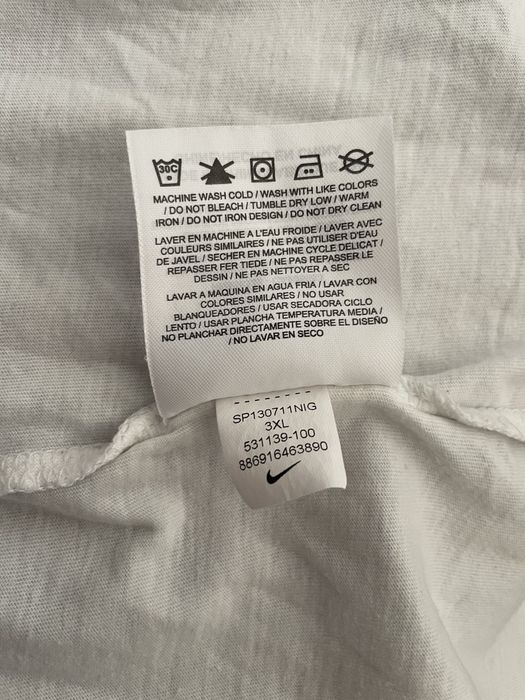 30C
MACHINE WASH COLD / WASH WITH LIKE COLORS
/ DO NOT BLEACH / TUMBLE DRY LOW / WARM
IRON / DO NOT IRON DESIGN / DO NOT DRY CLEAN
LAVER EN MACHINE A L'EAU FROIDE / LAVER AVEC
COULEURS SIMILAIRES / NE PAS UTILISER D'EAU
DE JAVEL / SECHER EN MACHINE CYCLE DELICAT /
REPASSER FER TIEDE / NE PAS REPASSER LE
DESSIN / NE PAS NETTOYER A SEC
LAVAR A MAQUINA EN AGUA FRIA / LAVAR CON
COLORES SIMILARES / NO USAR
BLANQUEADORES / USAR SECADORA CICLO
LENTO / USAR PLANCHA TEMPERATURA MEDIA /
NO PLANCHAR DIRECTAMENTE SOBRE EL DISEÑO
/ NO LAVAR EN SECO
SP130711NIG
3XL
531139-100
886916463890